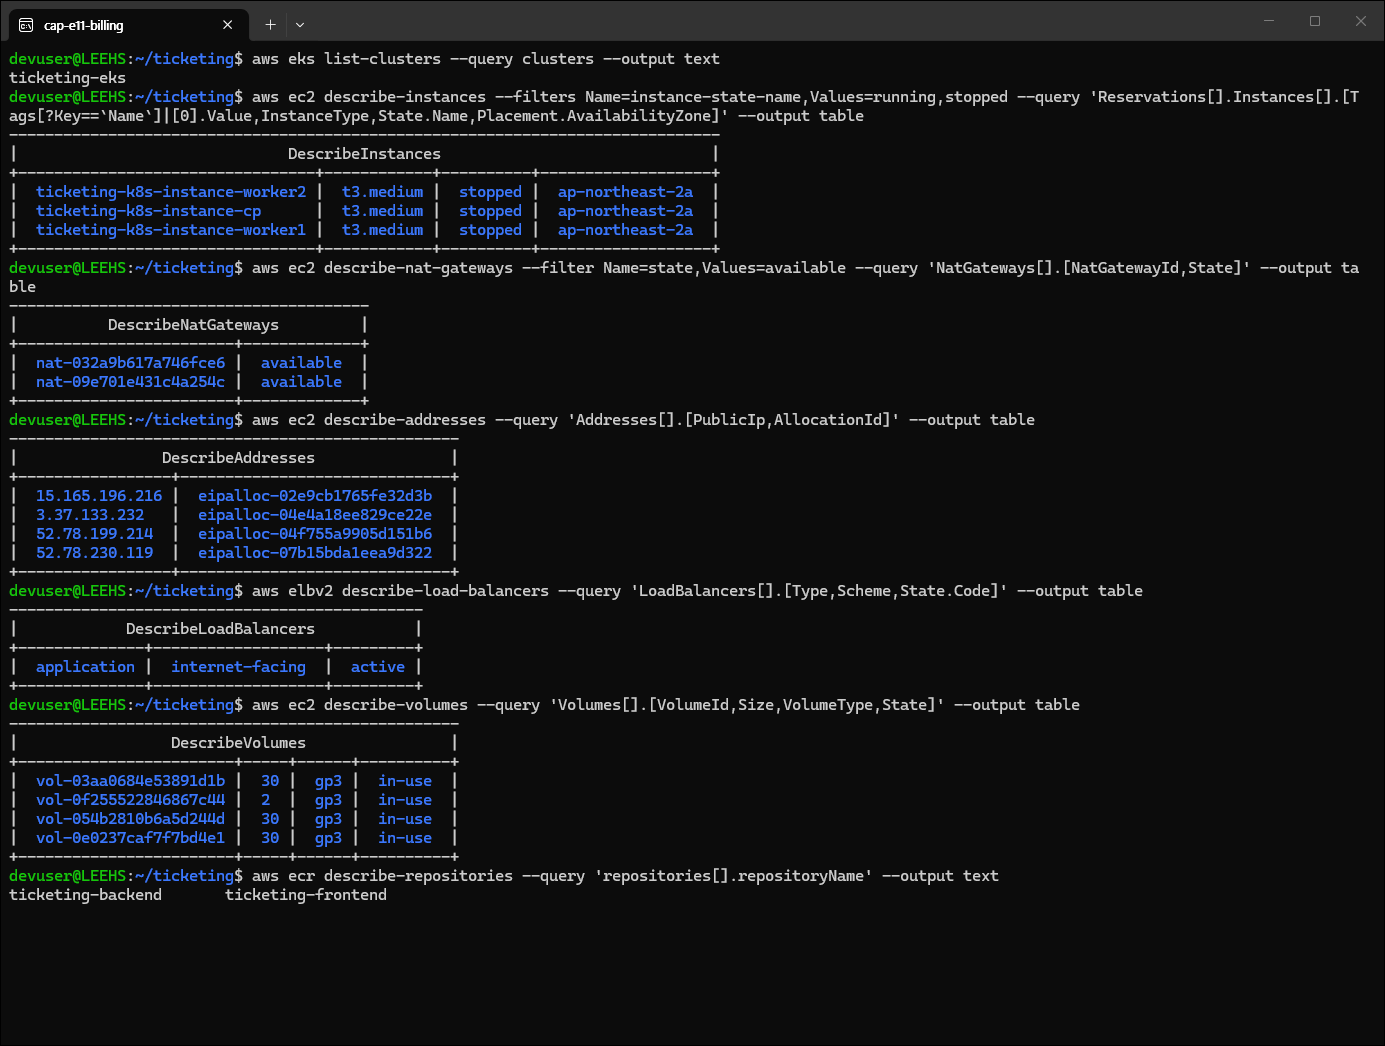 cap-e11-billing
devuser@LEEHS:~/ticketing$ aws eks list-clusters --query clusters --output text
ticketing-eks
devuser@LEEHS:~/ticketing$ aws ec2 describe-instances --filters Name=instance-state-name,Values=running,stopped --query 'Reservations[].Instances[].[T
ags[?Key==`Name`]|[0].Value,InstanceType,State.Name,Placement.AvailabilityZone]' --output table
-------------------------------------------------------------------------------
|                              DescribeInstances                              |
+---------------------------------+------------+----------+-------------------+
|  ticketing-k8s-instance-worker2 |  t3.medium |  stopped |  ap-northeast-2a  |
|  ticketing-k8s-instance-cp      |  t3.medium |  stopped |  ap-northeast-2a  |
|  ticketing-k8s-instance-worker1 |  t3.medium |  stopped |  ap-northeast-2a  |
+---------------------------------+------------+----------+-------------------+
devuser@LEEHS:~/ticketing$ aws ec2 describe-nat-gateways --filter Name=state,Values=available --query 'NatGateways[].[NatGatewayId,State]' --output ta
ble
----------------------------------------
|          DescribeNatGateways         |
+------------------------+-------------+
|  nat-032a9b617a746fce6 |  available  |
|  nat-09e701e431c4a254c |  available  |
+------------------------+-------------+
devuser@LEEHS:~/ticketing$ aws ec2 describe-addresses --query 'Addresses[].[PublicIp,AllocationId]' --output table
--------------------------------------------------
|                DescribeAddresses               |
+-----------------+------------------------------+
|  15.165.196.216 |  eipalloc-02e9cb1765fe32d3b  |
|  3.37.133.232   |  eipalloc-04e4a18ee829ce22e  |
|  52.78.199.214  |  eipalloc-04f755a9905d151b6  |
|  52.78.230.119  |  eipalloc-07b15bda1eea9d322  |
+-----------------+------------------------------+
devuser@LEEHS:~/ticketing$ aws elbv2 describe-load-balancers --query 'LoadBalancers[].[Type,Scheme,State.Code]' --output table
----------------------------------------------
|            DescribeLoadBalancers           |
+--------------+-------------------+---------+
|  application |  internet-facing  |  active |
+--------------+-------------------+---------+
devuser@LEEHS:~/ticketing$ aws ec2 describe-volumes --query 'Volumes[].[VolumeId,Size,VolumeType,State]' --output table
--------------------------------------------------
|                 DescribeVolumes                |
+------------------------+-----+------+----------+
|  vol-03aa0684e53891d1b |  30 |  gp3 |  in-use  |
|  vol-0f255522846867c44 |  2  |  gp3 |  in-use  |
|  vol-054b2810b6a5d244d |  30 |  gp3 |  in-use  |
|  vol-0e0237caf7f7bd4e1 |  30 |  gp3 |  in-use  |
+------------------------+-----+------+----------+
devuser@LEEHS:~/ticketing$ aws ecr describe-repositories --query 'repositories[].repositoryName' --output text
ticketing-backend       ticketing-frontend